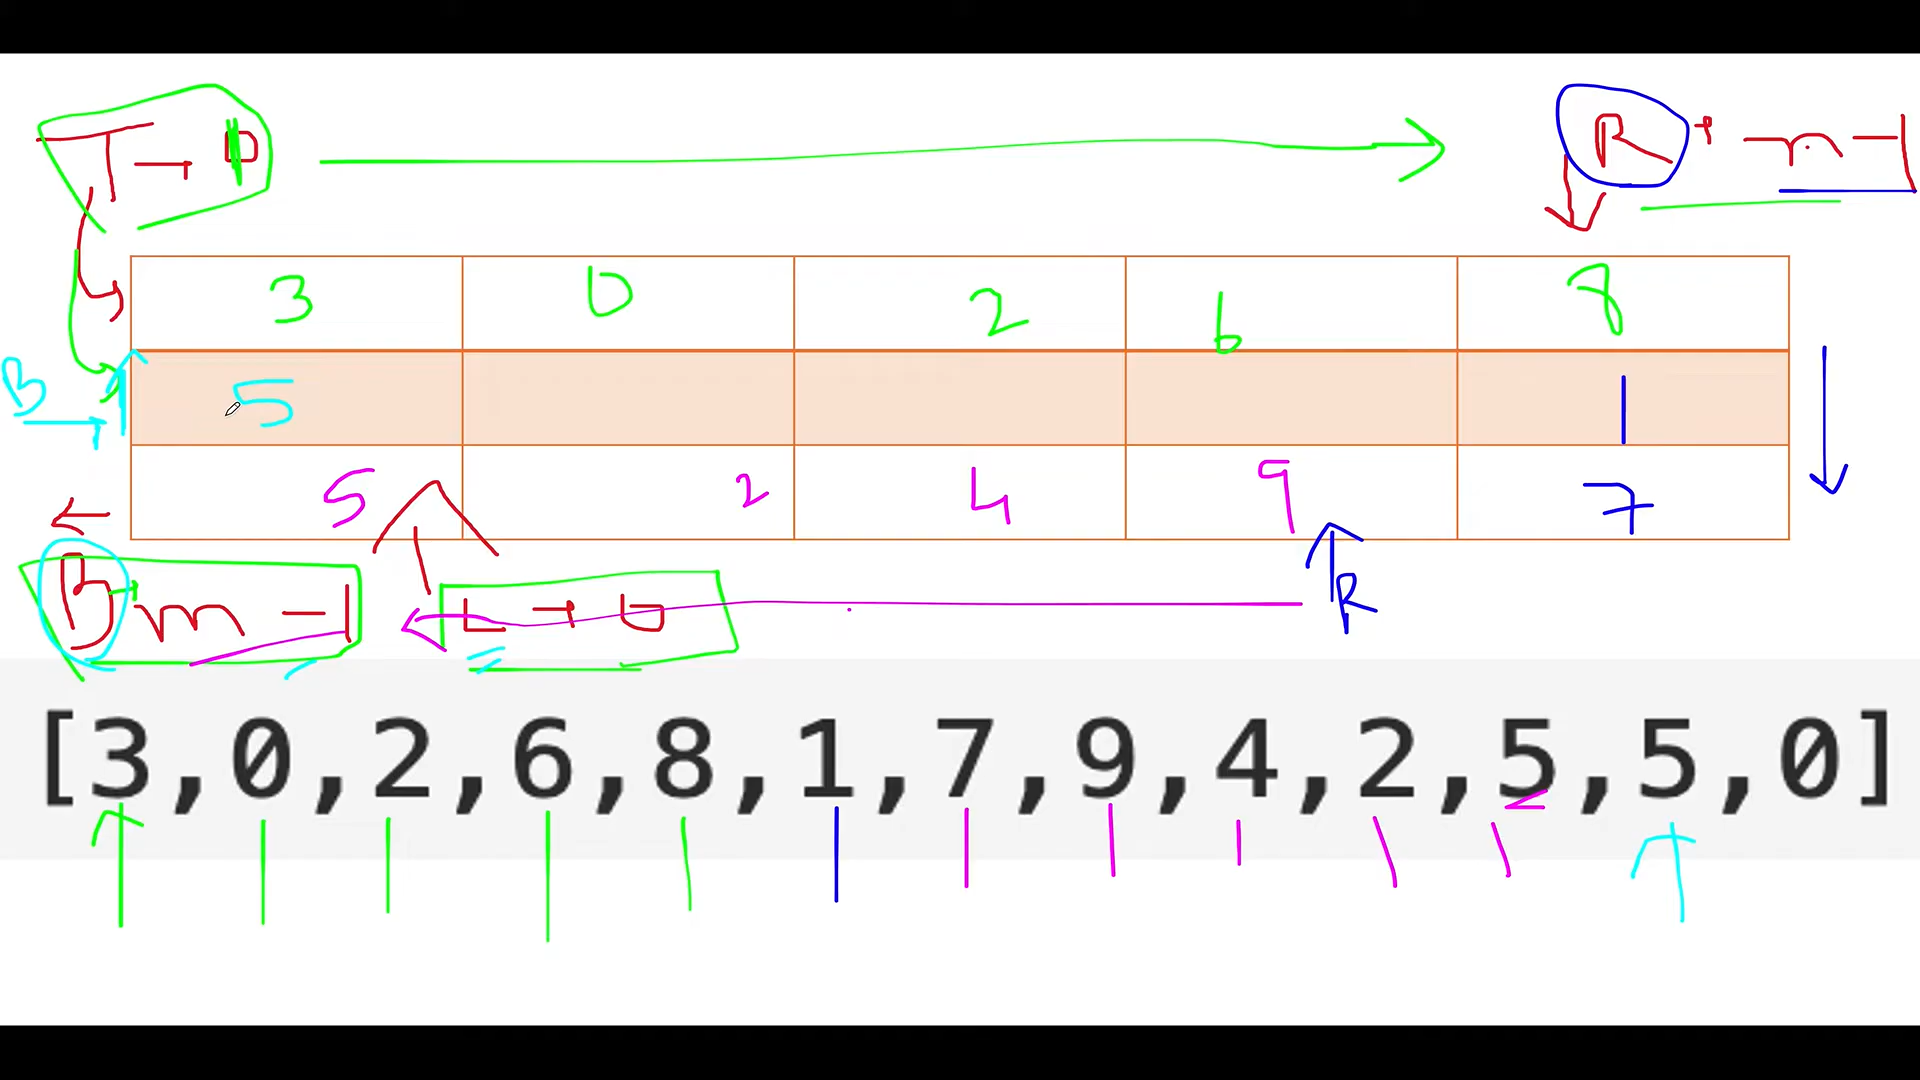 T → 0
R → n - 1
3 0 2 6 8
B → 5 1
5 2 4 9 7
B → m - 1 L → 0 R
[3,0,2,6,8,1,7,9,4,2,5,5,0]